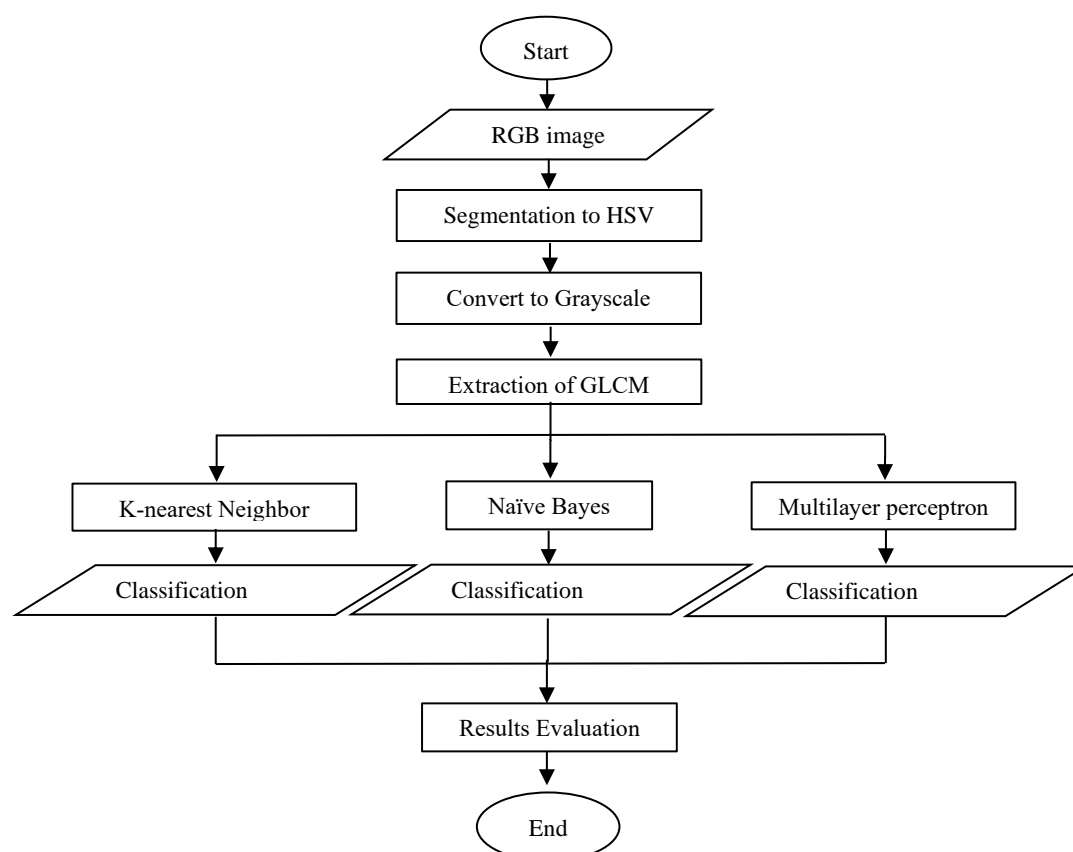 Start
RGB image
Segmentation to HSV
Convert to Grayscale
Extraction of GLCM
K-nearest Neighbor
Naïve Bayes
Multilayer perceptron
Classification
Classification
Classification
Results Evaluation
End